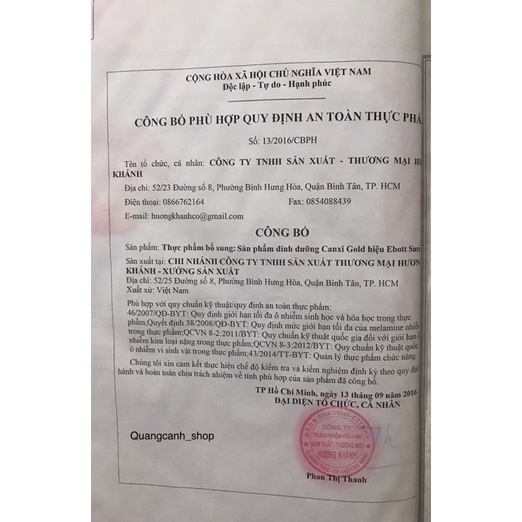 CỘNG HÒA XÃ HỘI CHỦ NGHĨA VIỆT NAM
Độc lập - Tự do - Hạnh phúc
CÔNG BỐ PHÙ HỢP QUY ĐỊNH AN TOÀN THỰC PHẨ
Số: 13/2016/CBPH
Tên tổ chức, cá nhân: CÔNG TY TNHH SẢN XUẤT - THƯƠNG MẠI HƯ
KHÁNH
Địa chỉ: 52/23 Đường số 8, Phường Bình Hưng Hòa, Quận Bình Tân, TP. HCM
Điện thoại: 0866762164 Fax: 0854088439
E-mail: huongkhanhco@gmail.com
CÔNG BỐ
Sản phẩm: Thực phẩm bổ sung: Sản phẩm dinh dưỡng Canxi Gold hiệu Ebott
Sản xuất tại: CHI NHÁNH CÔNG TY TNHH SẢN XUẤT THƯƠNG MẠI HƯƠN
KHÁNH - XƯỞNG SẢN XUẤT
Địa chỉ: 52/25 Đường số 8, Phường Bình Hưng Hòa, Quận Bình Tân, TP. HCM
Xuất xứ: Việt Nam
Phù hợp với quy chuẩn kỹ thuật/quy định an toàn thực phẩm:
46/2007/QĐ-BYT: Quy định giới hạn tối đa ô nhiễm sinh học và hóa học trong thực
phẩm;Quyết định 38/2008/QĐ-BYT: Quy định mức giới hạn tối đa của melamine nhiễm
trong thực phẩm;QCVN 8-2:2011/BYT: Quy chuẩn kỹ thuật quốc gia đối với giới hạn
nhiễm kim loại nặng trong thực phẩm;QCVN 8-3:2012/BYT: Quy chuẩn kỹ thuật quốc
ô nhiễm vi sinh vật trong thực phẩm;43/2014/TT-BYT: Quản lý thực phẩm chức năng
Chúng tôi xin cam kết thực hiện chế độ kiểm tra và kiểm nghiệm định kỳ theo quy đị
hành và hoàn toàn chịu trách nhiệm về tính phù hợp của sản phẩm đã công bố.
TP Hồ Chí Minh, ngày 13 tháng 09 năm 2016
ĐẠI DIỆN TỔ CHỨC, CÁ NHÂN
CÔNG TY
TRÁCH NHIỆM HỮU HẠN
SẢN XUẤT-THƯƠNG MẠI
HƯƠNG KHÁNH
Phan Thị Thanh
Quangcanh_shop